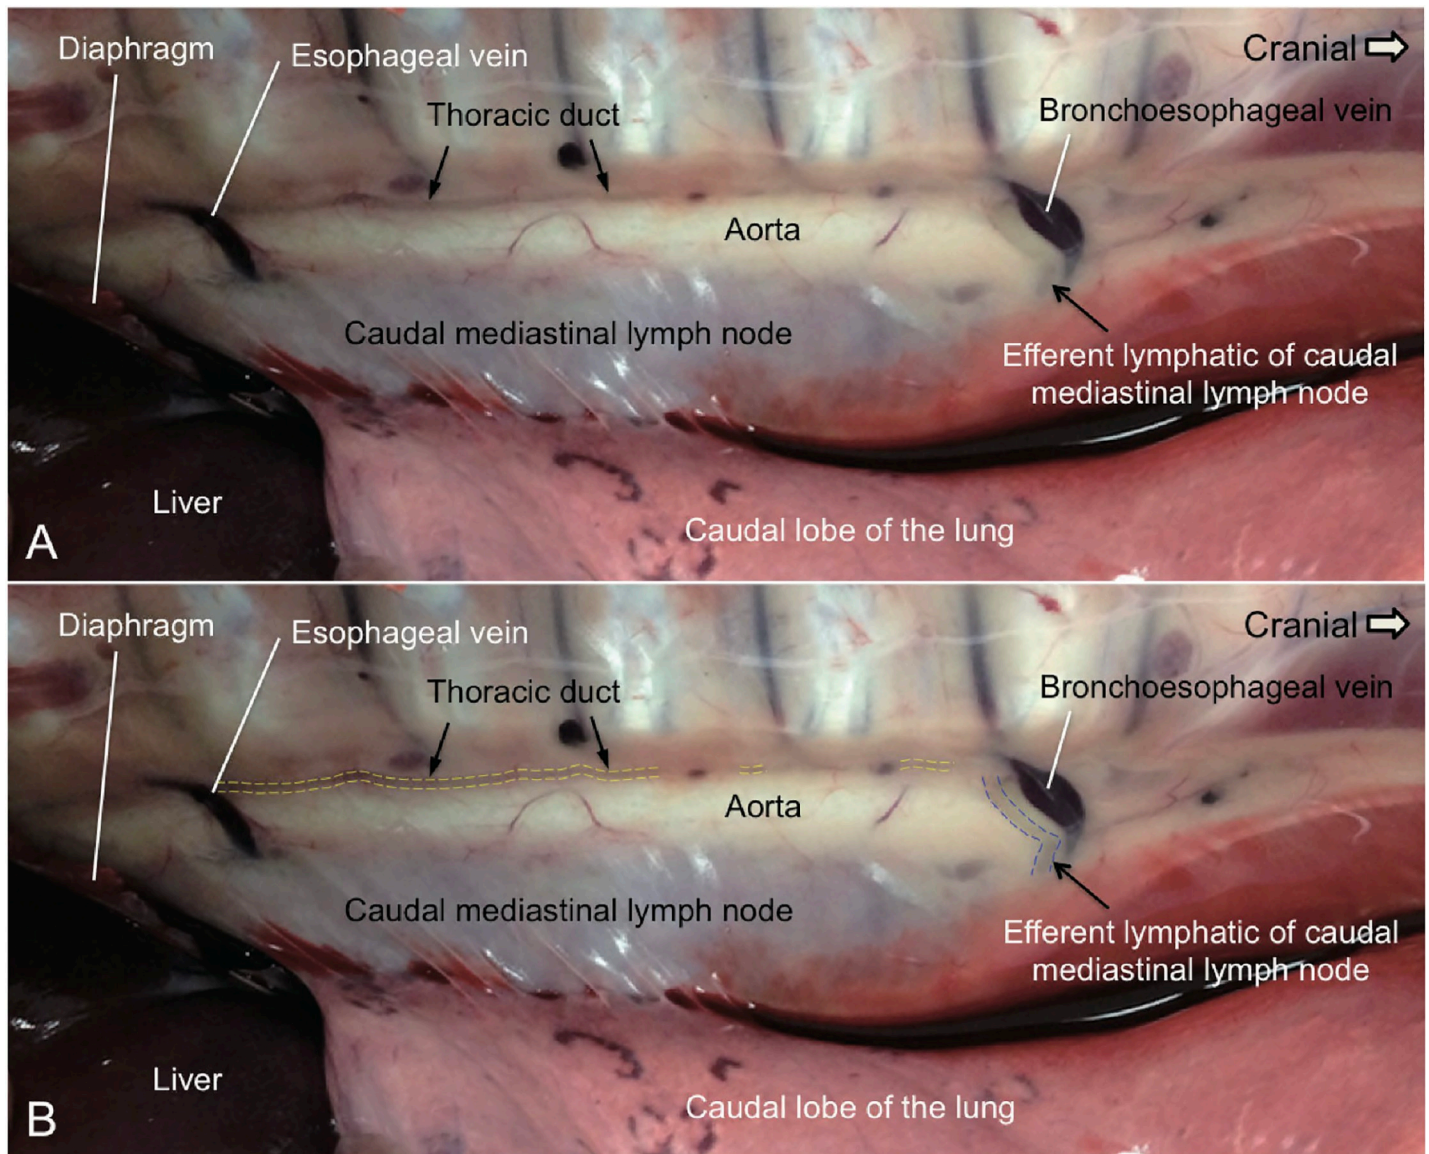 Diaphragm
Esophageal vein
Cranial
Thoracic duct
Bronchoesophageal vein
Aorta
Caudal mediastinal lymph node
Efferent lymphatic of caudal
mediastinal lymph node
Liver
Caudal lobe of the lung
A
Diaphragm
Esophageal vein
Cranial
Thoracic duct
Bronchoesophageal vein
Aorta
Caudal mediastinal lymph node
Efferent lymphatic of caudal
mediastinal lymph node
Liver
Caudal lobe of the lung
B